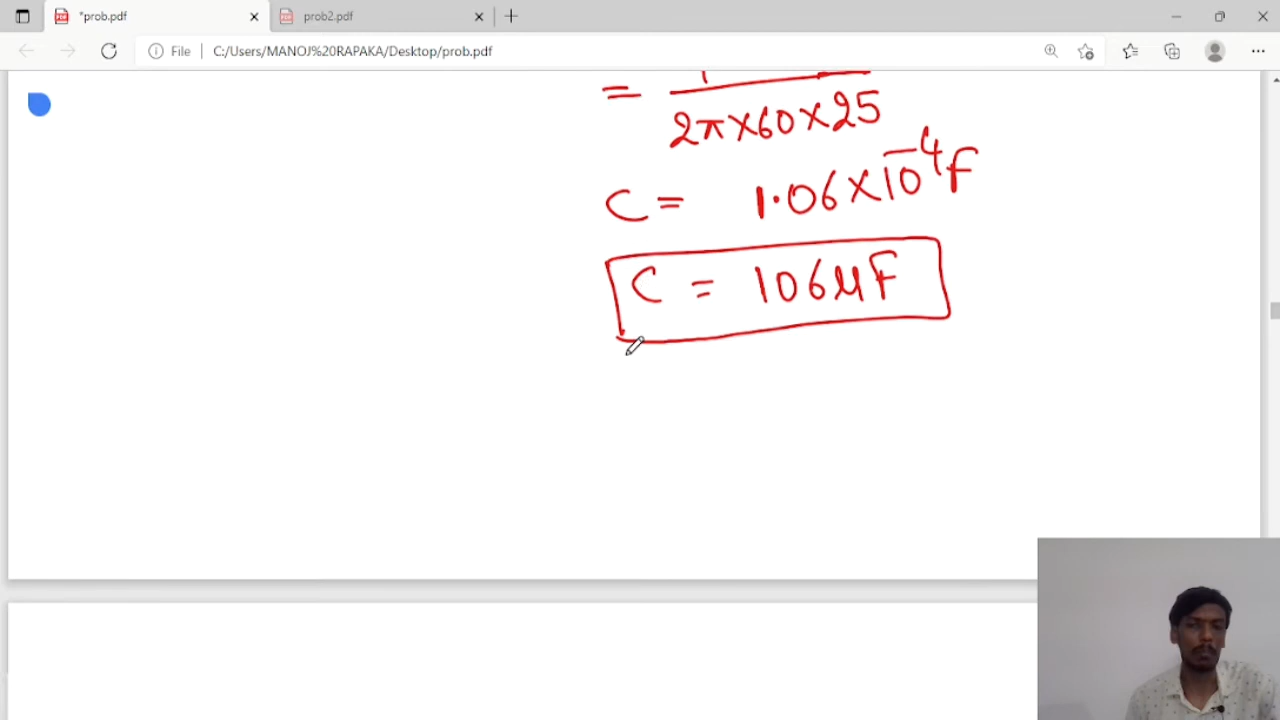 *prob.pdf
prob2.pdf
File
C:/Users/MANOJ%20RAPAKA/Desktop/prob.pdf
=
2π×60×25
C = 1.06×10⁻⁴F
C = 106μF